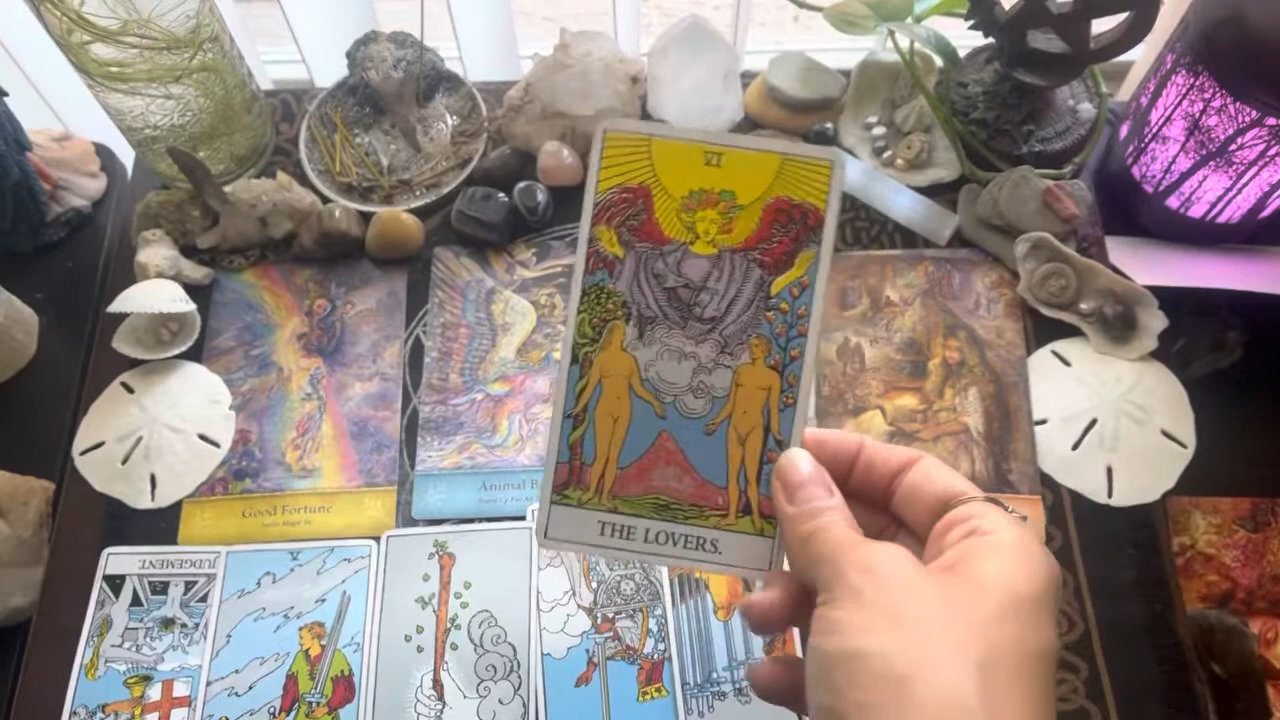 VI
THE LOVERS.
Good Fortune
Animal B
JUDGEMENT.
V